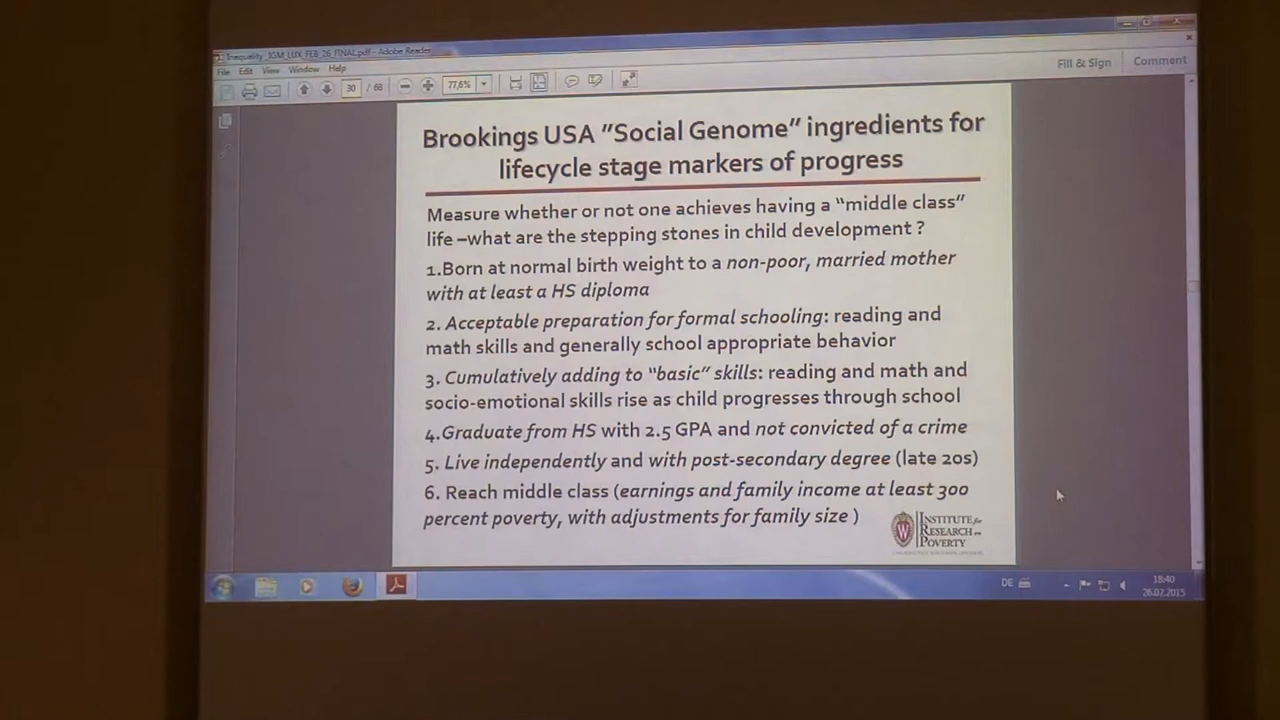 Inequality_IGM_LUX_FEB_26_FINAL.pdf - Adobe Reader
File Edit View Window Help
30 / 68 77,6% Fill & Sign Comment
Brookings USA "Social Genome" ingredients for
lifecycle stage markers of progress
Measure whether or not one achieves having a "middle class"
life –what are the stepping stones in child development ?
1.Born at normal birth weight to a non-poor, married mother
with at least a HS diploma
2. Acceptable preparation for formal schooling: reading and
math skills and generally school appropriate behavior
3. Cumulatively adding to "basic" skills: reading and math and
socio-emotional skills rise as child progresses through school
4.Graduate from HS with 2.5 GPA and not convicted of a crime
5. Live independently and with post-secondary degree (late 20s)
6. Reach middle class (earnings and family income at least 300
percent poverty, with adjustments for family size )
INSTITUTE for
RESEARCH on
POVERTY
DE
18:40
26.02.2015